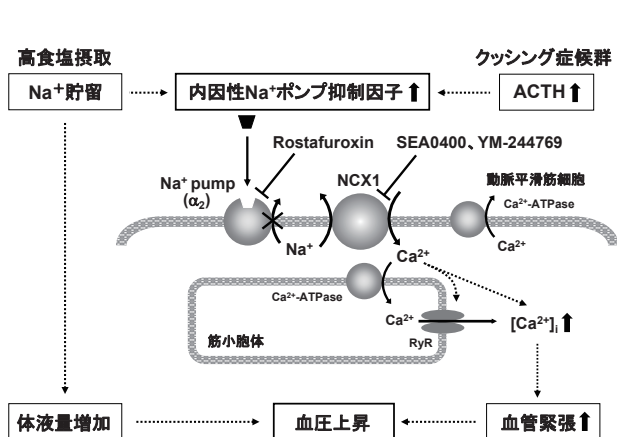 高食塩摂取
クッシング症候群
Na⁺貯留
内因性Na⁺ポンプ抑制因子⬆
ACTH⬆
Rostafuroxin
SEA0400、YM-244769
Na⁺ pump
(α₂)
NCX1
動脈平滑筋細胞
Ca²⁺-ATPase
Na⁺
Ca²⁺
Ca²⁺
Ca²⁺-ATPase
Ca²⁺
[Ca²⁺]ᵢ⬆
筋小胞体
RyR
体液量増加
血圧上昇
血管緊張⬆